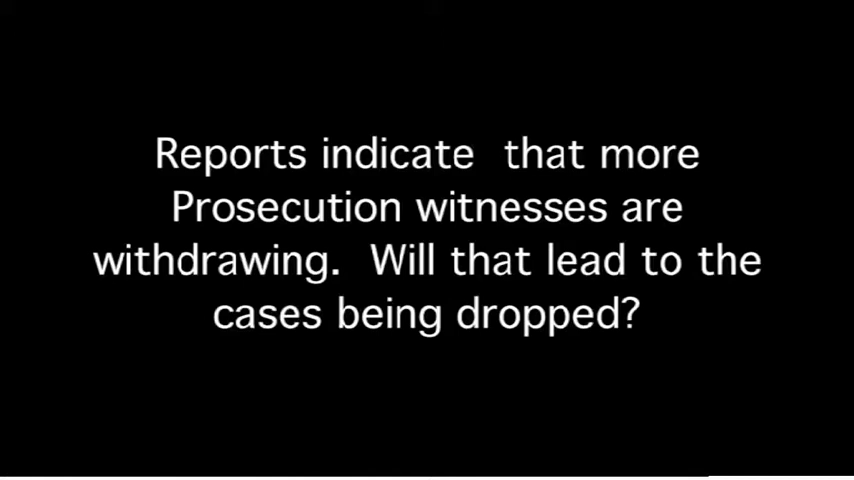 Reports indicate  that more
Prosecution witnesses are
withdrawing.  Will that lead to the
cases being dropped?